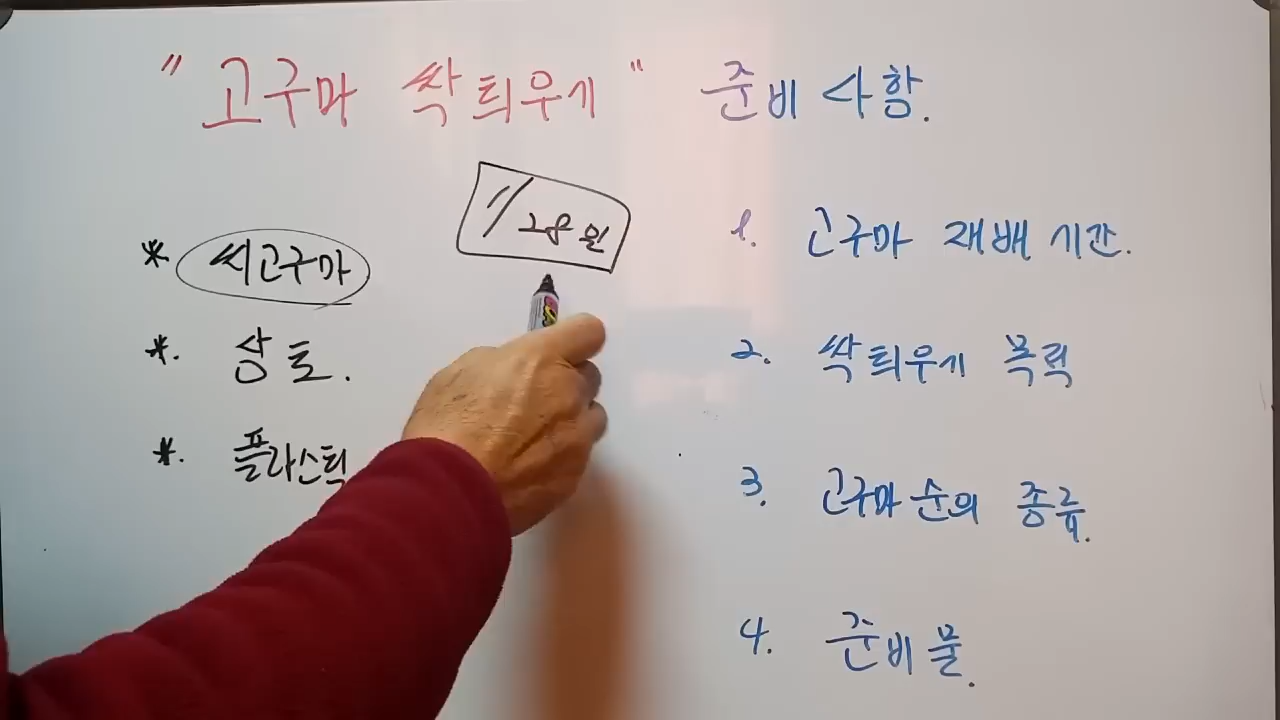 "고구마 싹틔우기" 준비사항.
1/28일
* 씨고구마
*. 상토.
*. 플라스틱
1. 고구마 재배 기간.
2. 싹틔우기 목적
3. 고구마순의 종류.
4. 준비물.